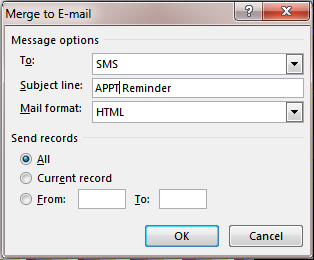 Merge to E-mail
Message options
To: SMS
Subject line: APPT Reminder
Mail format: HTML
Send records
All
Current record
From: To:
OK Cancel